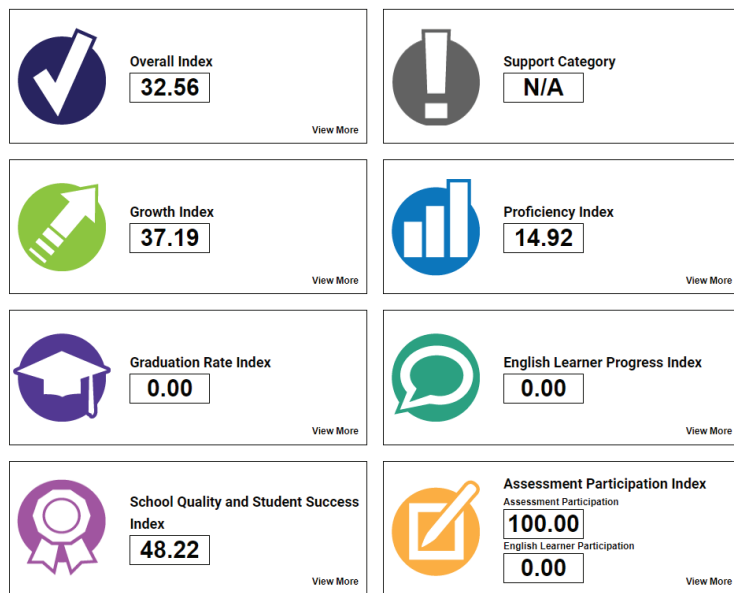 Overall Index
32.56
View More
Support Category
N/A
Growth Index
37.19
View More
Proficiency Index
14.92
View More
Graduation Rate Index
0.00
View More
English Learner Progress Index
0.00
View More
School Quality and Student Success
Index
48.22
View More
Assessment Participation Index
Assessment Participation
100.00
English Learner Participation
0.00
View More